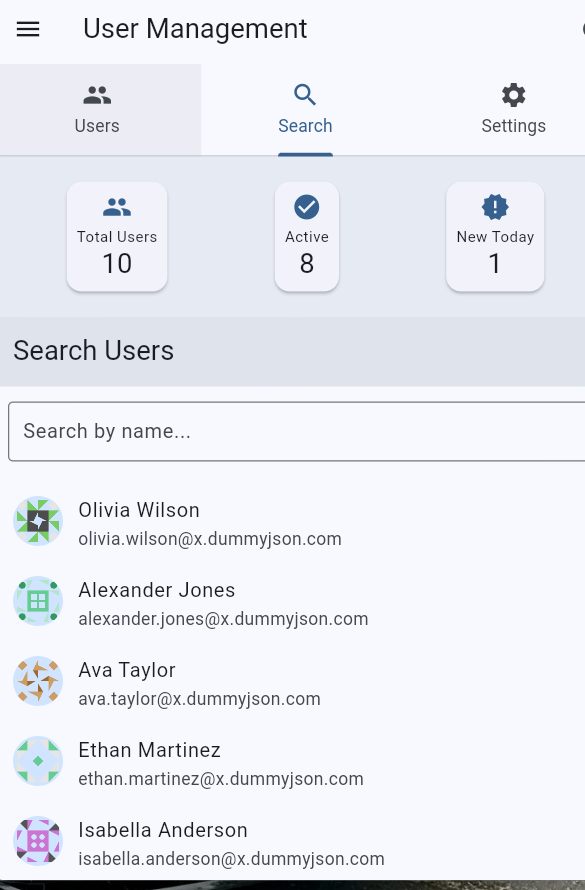 User Management
Users
Search
Settings
Total Users
10
Active
8
New Today
1
Search Users
Search by name...
Olivia Wilson
olivia.wilson@x.dummyjson.com
Alexander Jones
alexander.jones@x.dummyjson.com
Ava Taylor
ava.taylor@x.dummyjson.com
Ethan Martinez
ethan.martinez@x.dummyjson.com
Isabella Anderson
isabella.anderson@x.dummyjson.com